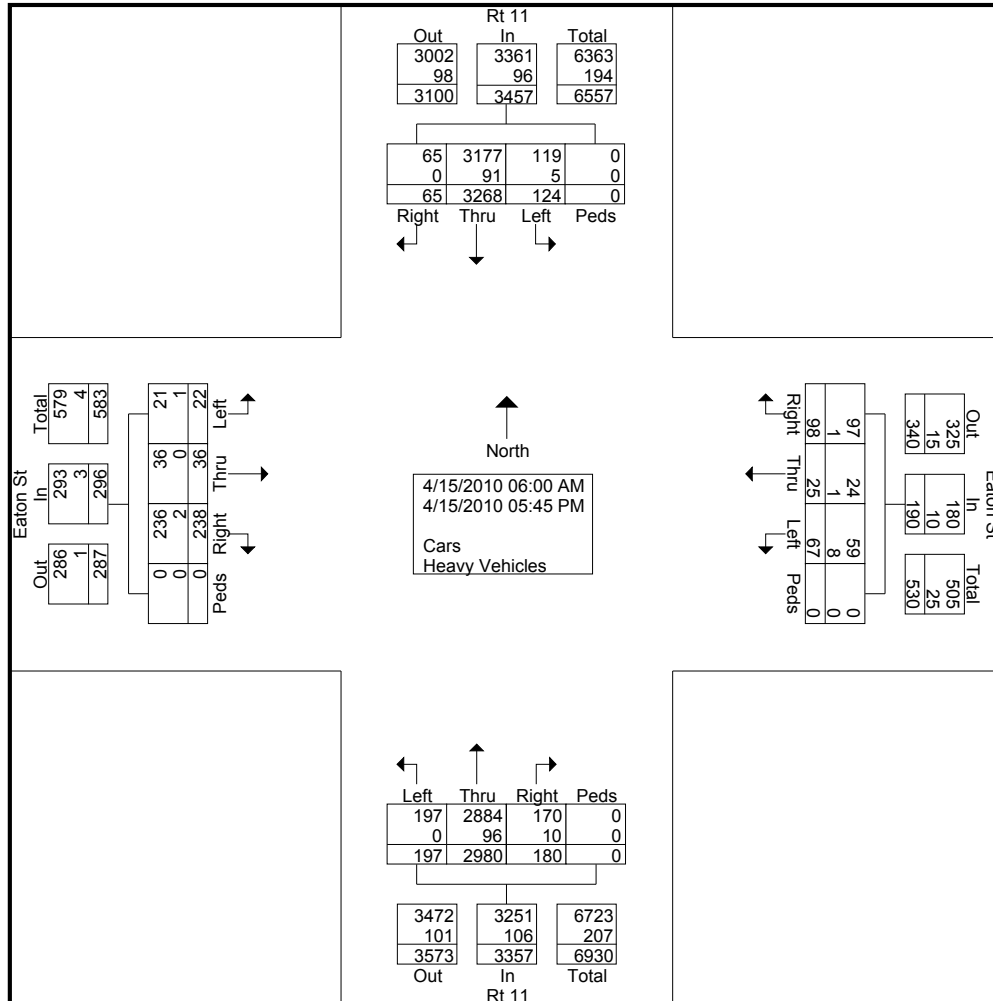 Rt 11
Out In Total
3002 3361 6363
98 96 194
3100 3457 6557
65 3177 119 0
0 91 5 0
65 3268 124 0
Right Thru Left Peds
Eaton St
Total In Out
579 293 286
4 3 1
583 296 287
21 36 236 0
1 0 2 0
22 36 238 0
Left Thru Right Peds
North
4/15/2010 06:00 AM
4/15/2010 05:45 PM
Cars
Heavy Vehicles
Right Thru Left Peds
97 24 59 0
1 1 8 0
98 25 67 0
Out In Total
325 180 505
15 10 25
340 190 530
Eaton St
Left Thru Right Peds
197 2884 170 0
0 96 10 0
197 2980 180 0
3472 3251 6723
101 106 207
3573 3357 6930
Out In Total
Rt 11